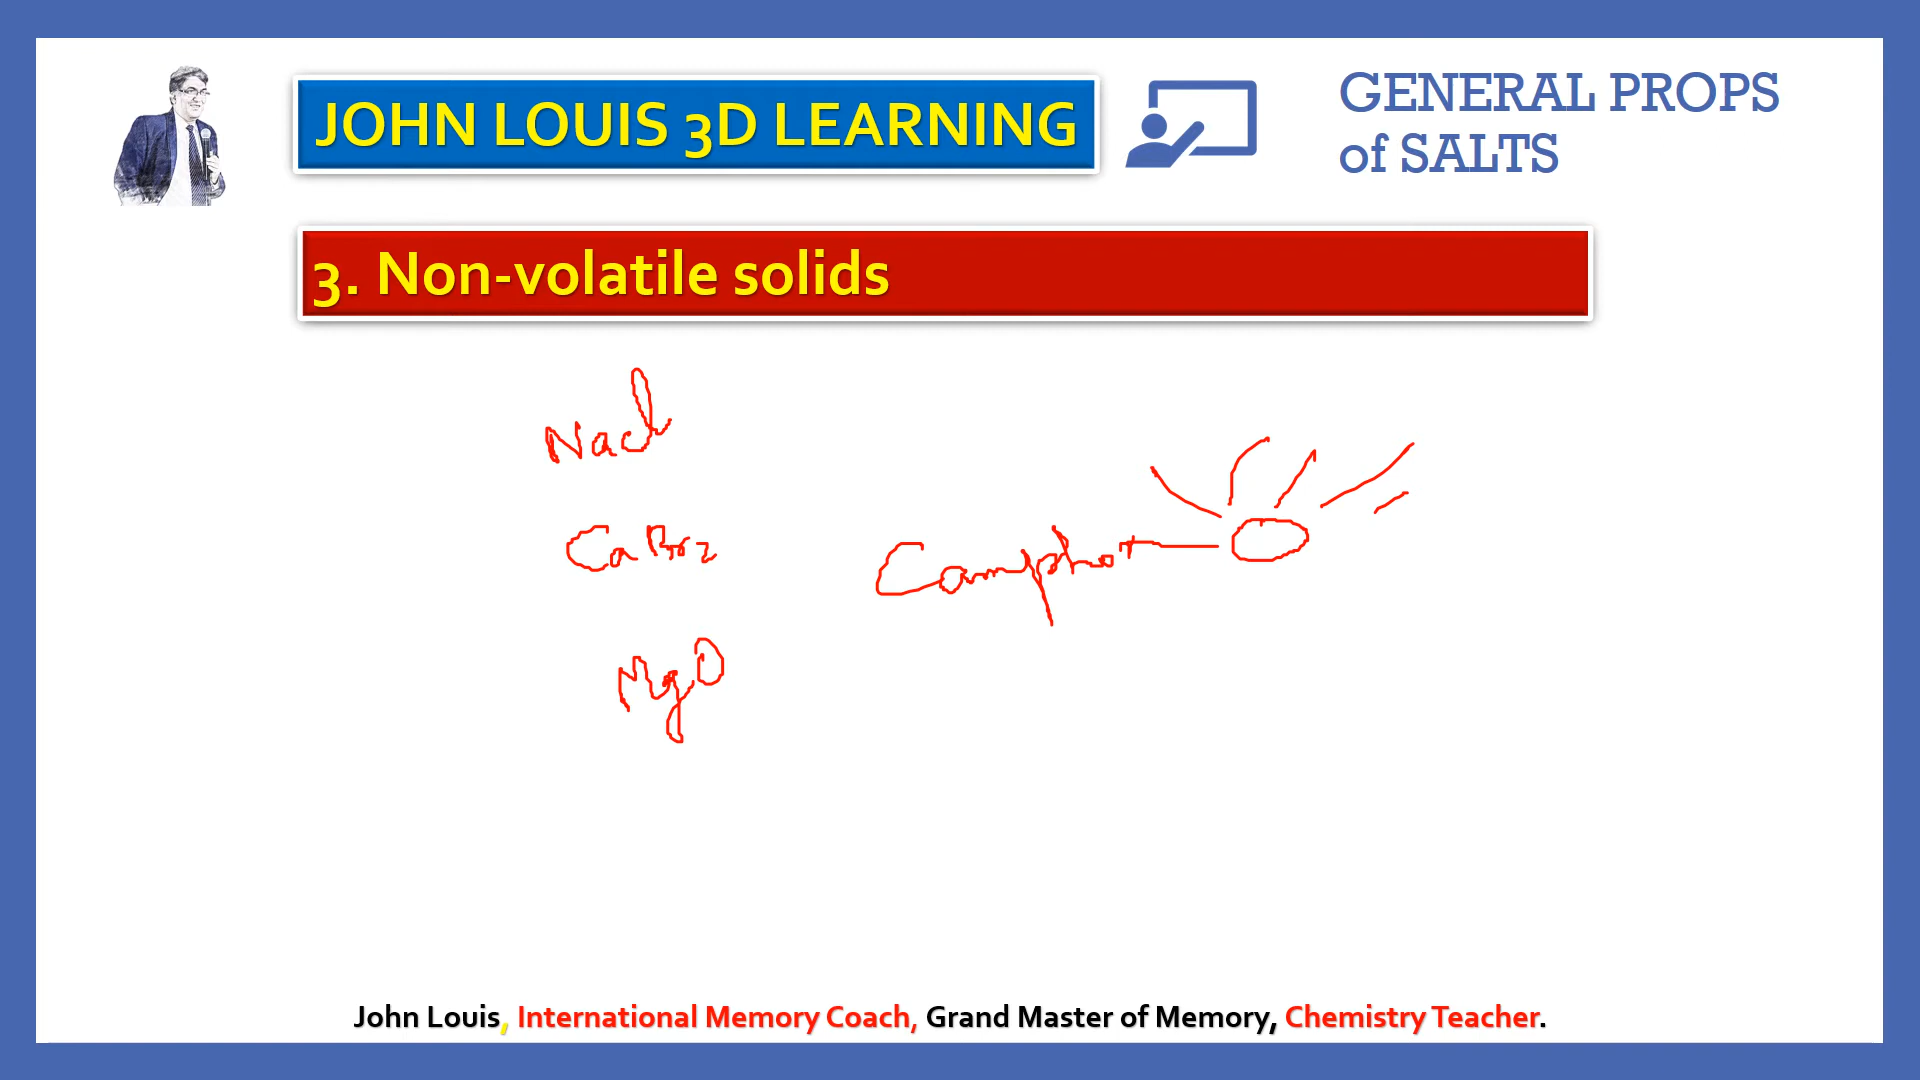 JOHN LOUIS 3D LEARNING
GENERAL PROPS
of SALTS
3. Non-volatile solids
Nacl
CaBr2
Camphor
MgO
John Louis, International Memory Coach, Grand Master of Memory, Chemistry Teacher.